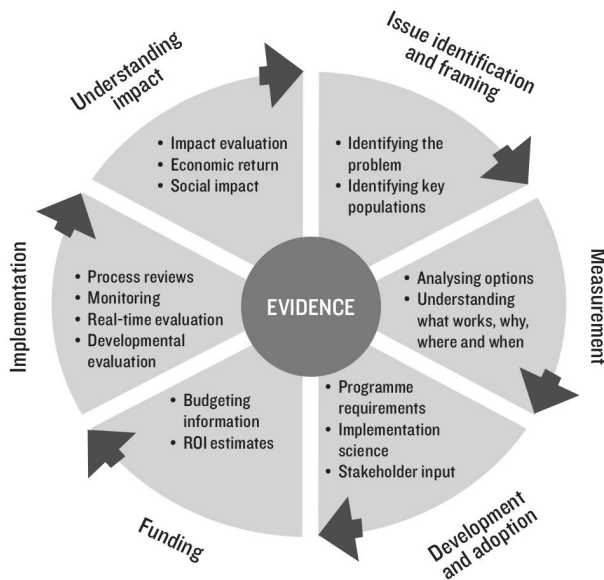 Issue identification
and framing
• Identifying the
problem
• Identifying key
populations
Measurement
• Analysing options
• Understanding
what works, why,
where and when
Development
and adoption
• Programme
requirements
• Implementation
science
• Stakeholder input
Funding
• Budgeting
information
• ROI estimates
Implementation
• Process reviews
• Monitoring
• Real-time evaluation
• Developmental
evaluation
Understanding
impact
• Impact evaluation
• Economic return
• Social impact
EVIDENCE